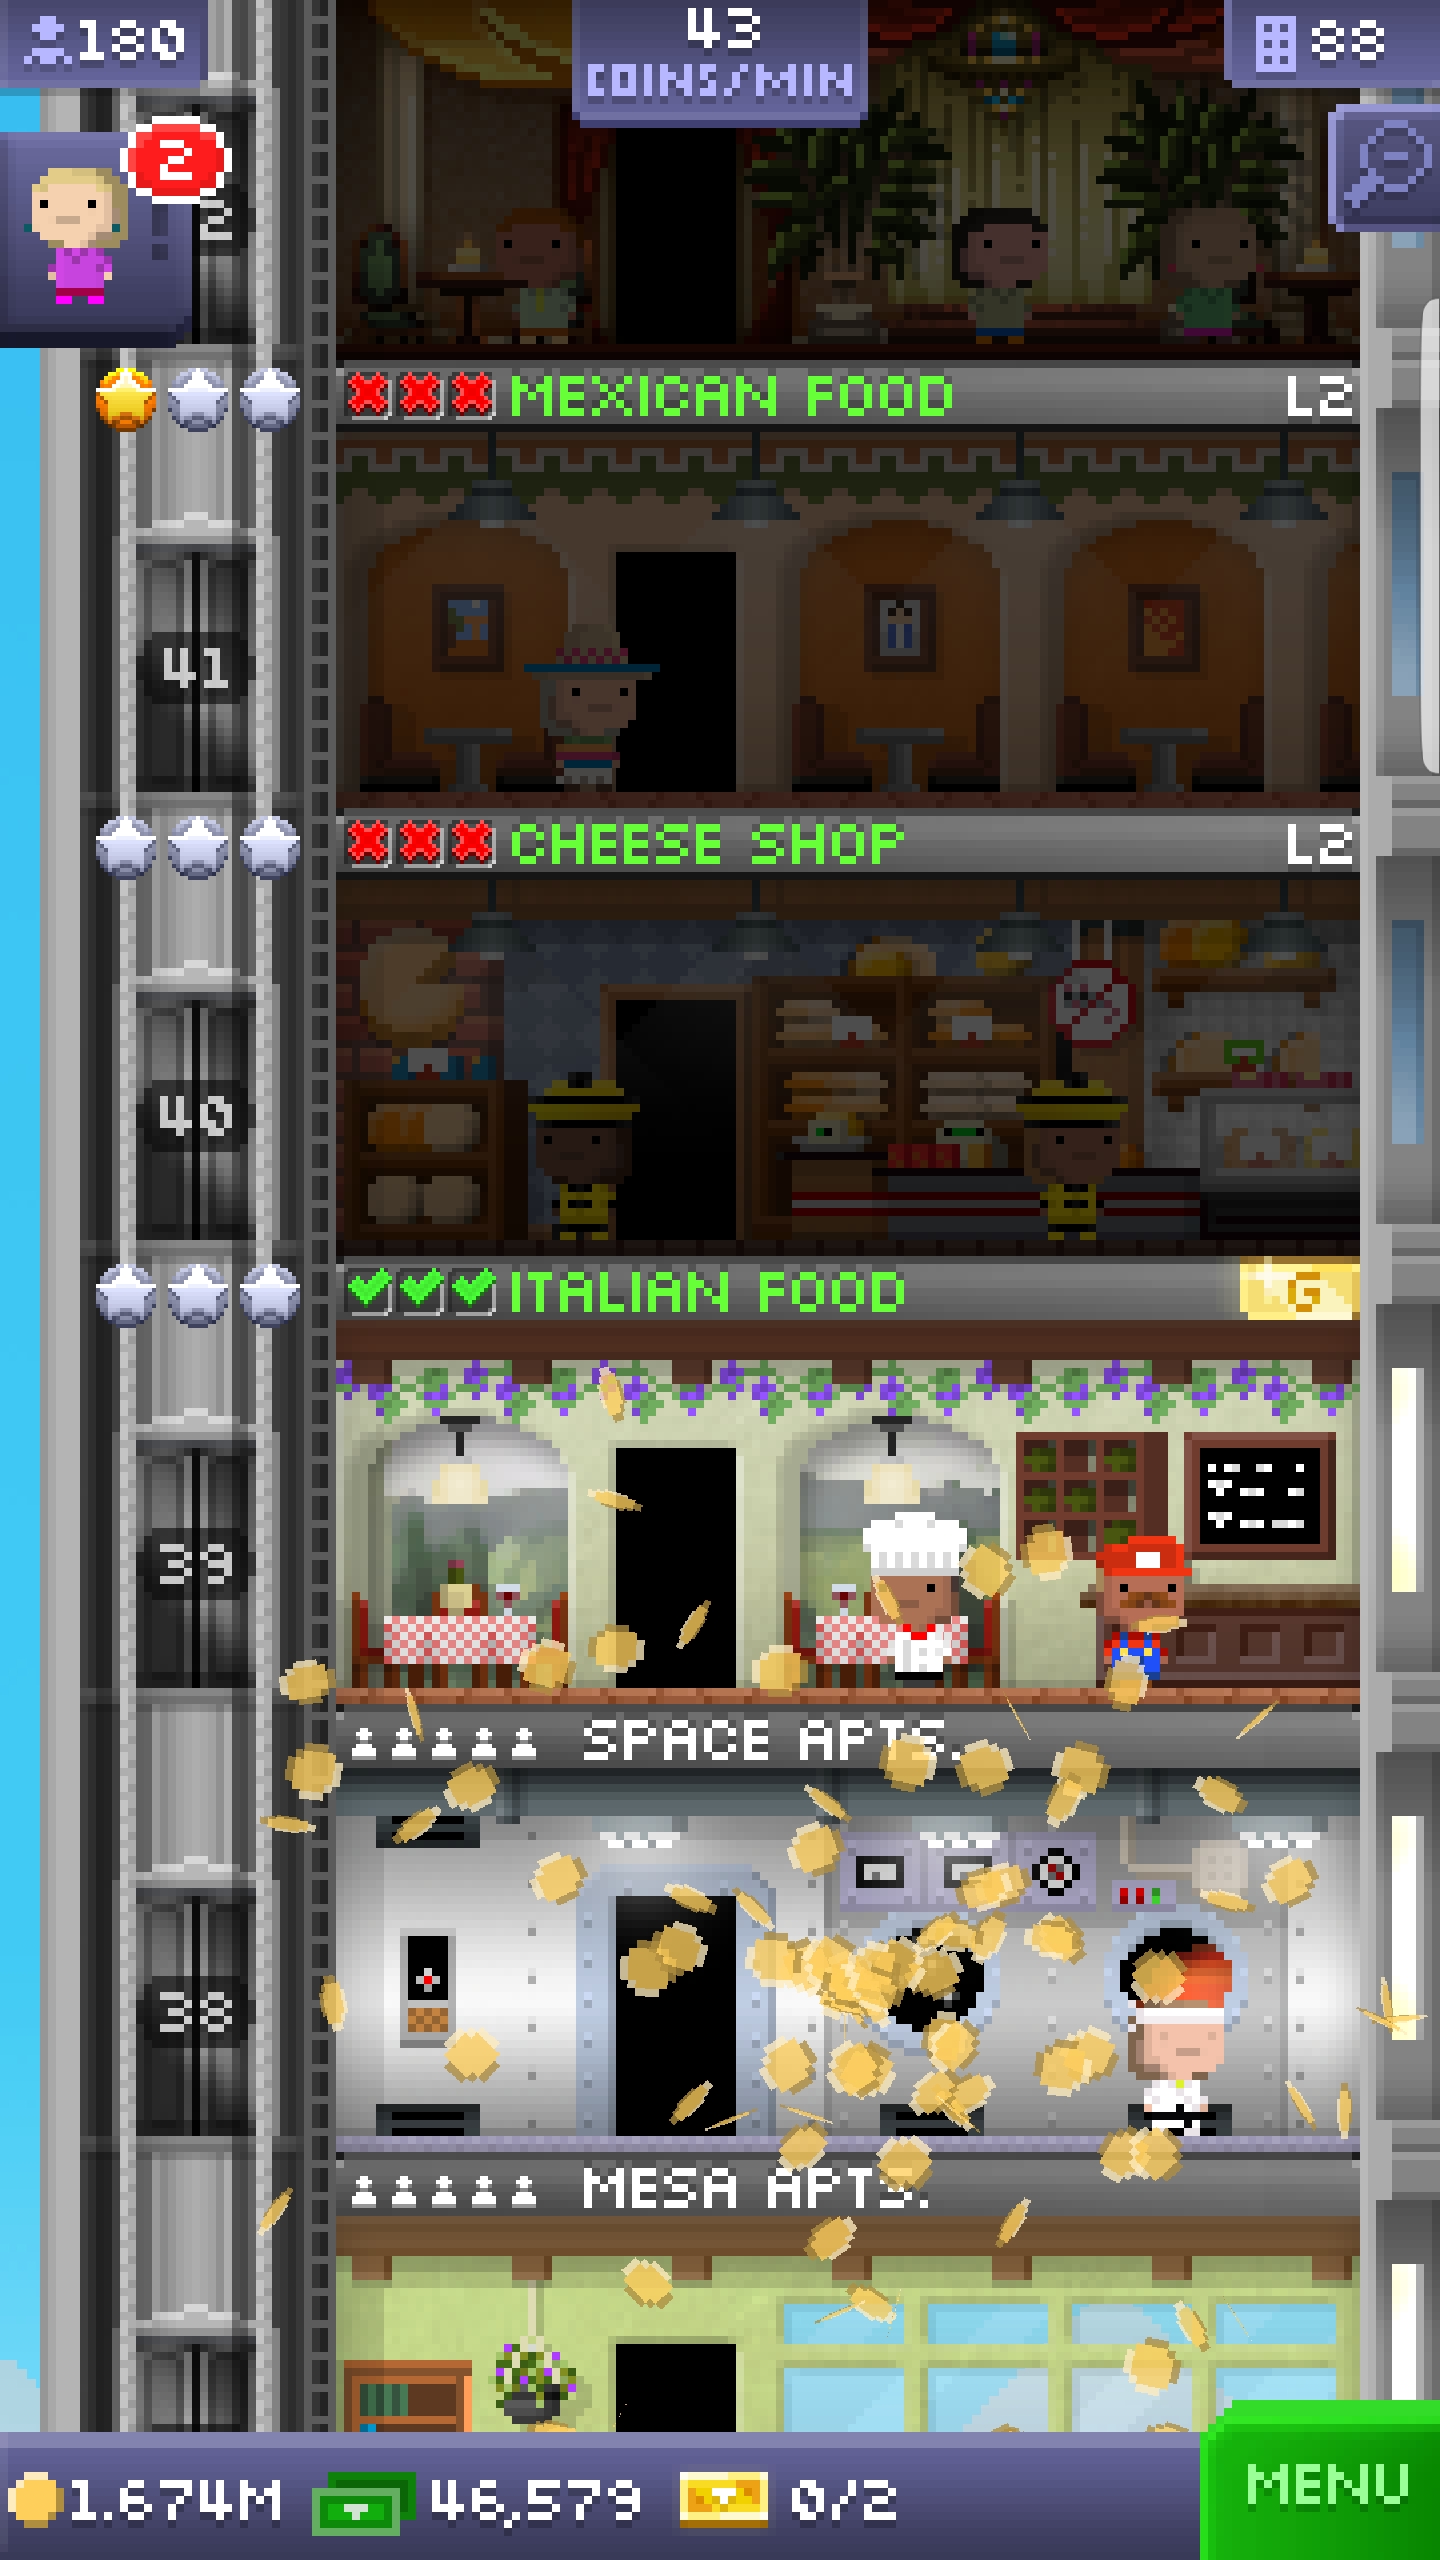 180
43
COINS/MIN
88
2
2
MEXICAN FOOD
L2
41
CHEESE SHOP
L2
40
ITALIAN FOOD
G
39
SPACE APTS.
38
MESA APTS.
1.674M
46,579
0/2
MENU